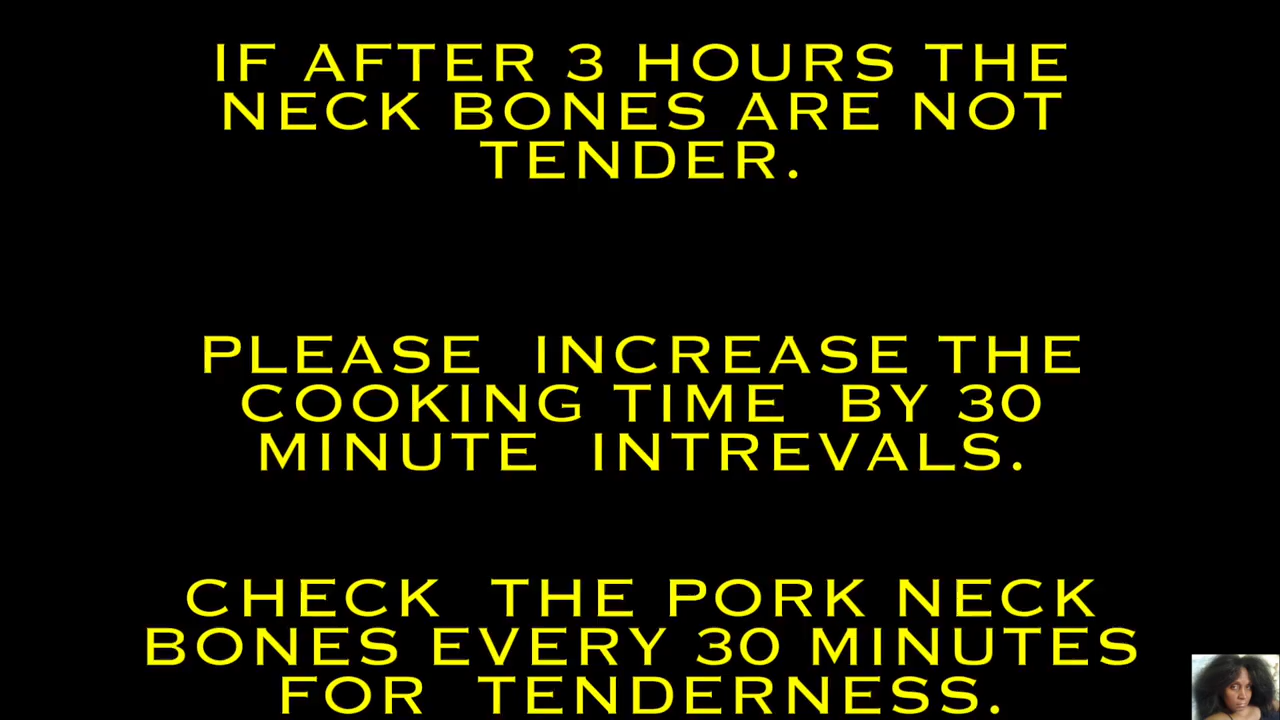 IF AFTER 3 HOURS THE
NECK BONES ARE NOT
TENDER.
PLEASE INCREASE THE
COOKING TIME BY 30
MINUTE INTREVALS.
CHECK THE PORK NECK
BONES EVERY 30 MINUTES
FOR TENDERNESS.